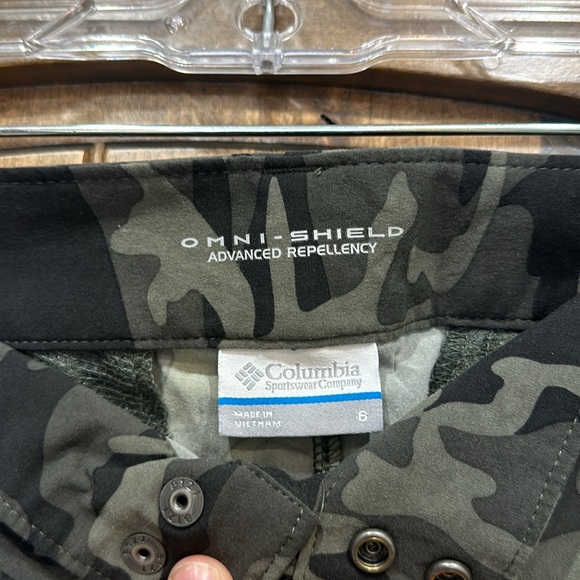 OMNI-SHIELD
ADVANCED REPELLENCY
Columbia
Sportswear Company
MADE IN
VIETNAM
6